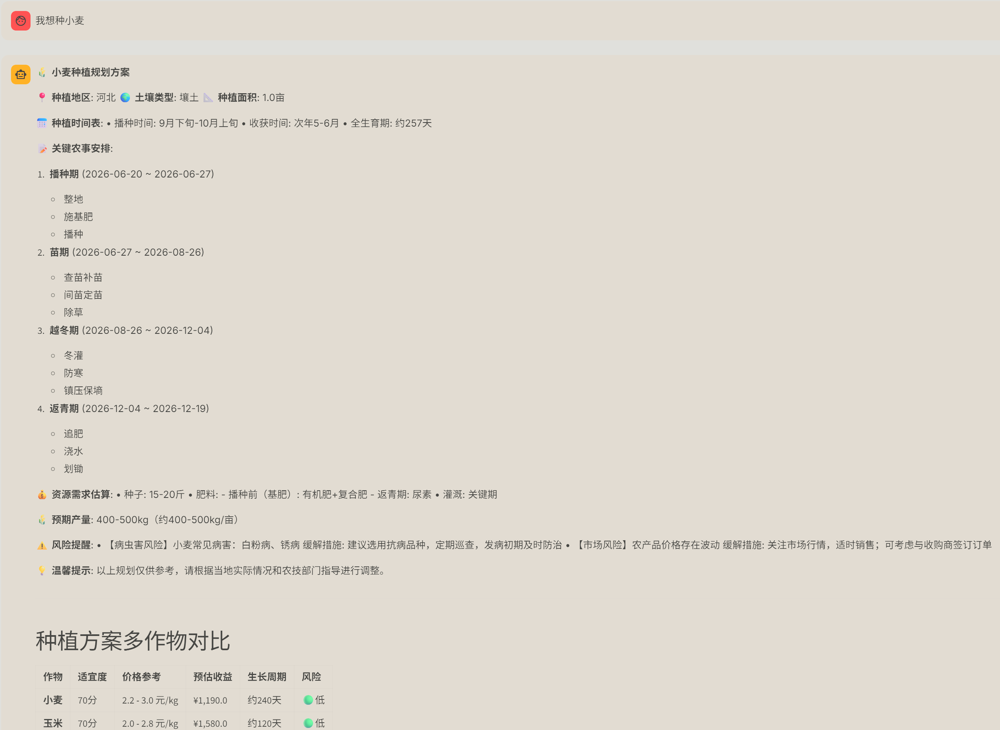 我想种小麦
小麦种植规划方案
种植地区: 河北 土壤类型: 壤土 种植面积: 1.0亩
种植时间表: • 播种时间: 9月下旬-10月上旬 • 收获时间: 次年5-6月 • 全生育期: 约257天
关键农事安排:
1. 播种期 (2026-06-20 ~ 2026-06-27)
整地
施基肥
播种
2. 苗期 (2026-06-27 ~ 2026-08-26)
查苗补苗
间苗定苗
除草
3. 越冬期 (2026-08-26 ~ 2026-12-04)
冬灌
防寒
镇压保墒
4. 返青期 (2026-12-04 ~ 2026-12-19)
追肥
浇水
划锄
资源需求估算: • 种子: 15-20斤 • 肥料: - 播种前（基肥）: 有机肥+复合肥 - 返青期: 尿素 • 灌溉: 关键期
预期产量: 400-500kg（约400-500kg/亩）
风险提醒: • 【病虫害风险】小麦常见病害：白粉病、锈病 缓解措施: 建议选用抗病品种，定期巡查，发病初期及时防治 • 【市场风险】农产品价格存在波动 缓解措施: 关注市场行情，适时销售；可考虑与收购商签订订单
温馨提示: 以上规划仅供参考，请根据当地实际情况和农技部门指导进行调整。
种植方案多作物对比
作物 适宜度 价格参考 预估收益 生长周期 风险
小麦 70分 2.2 - 3.0 元/kg ¥1,190.0 约240天 低
玉米 70分 2.0 - 2.8 元/kg ¥1,580.0 约120天 低